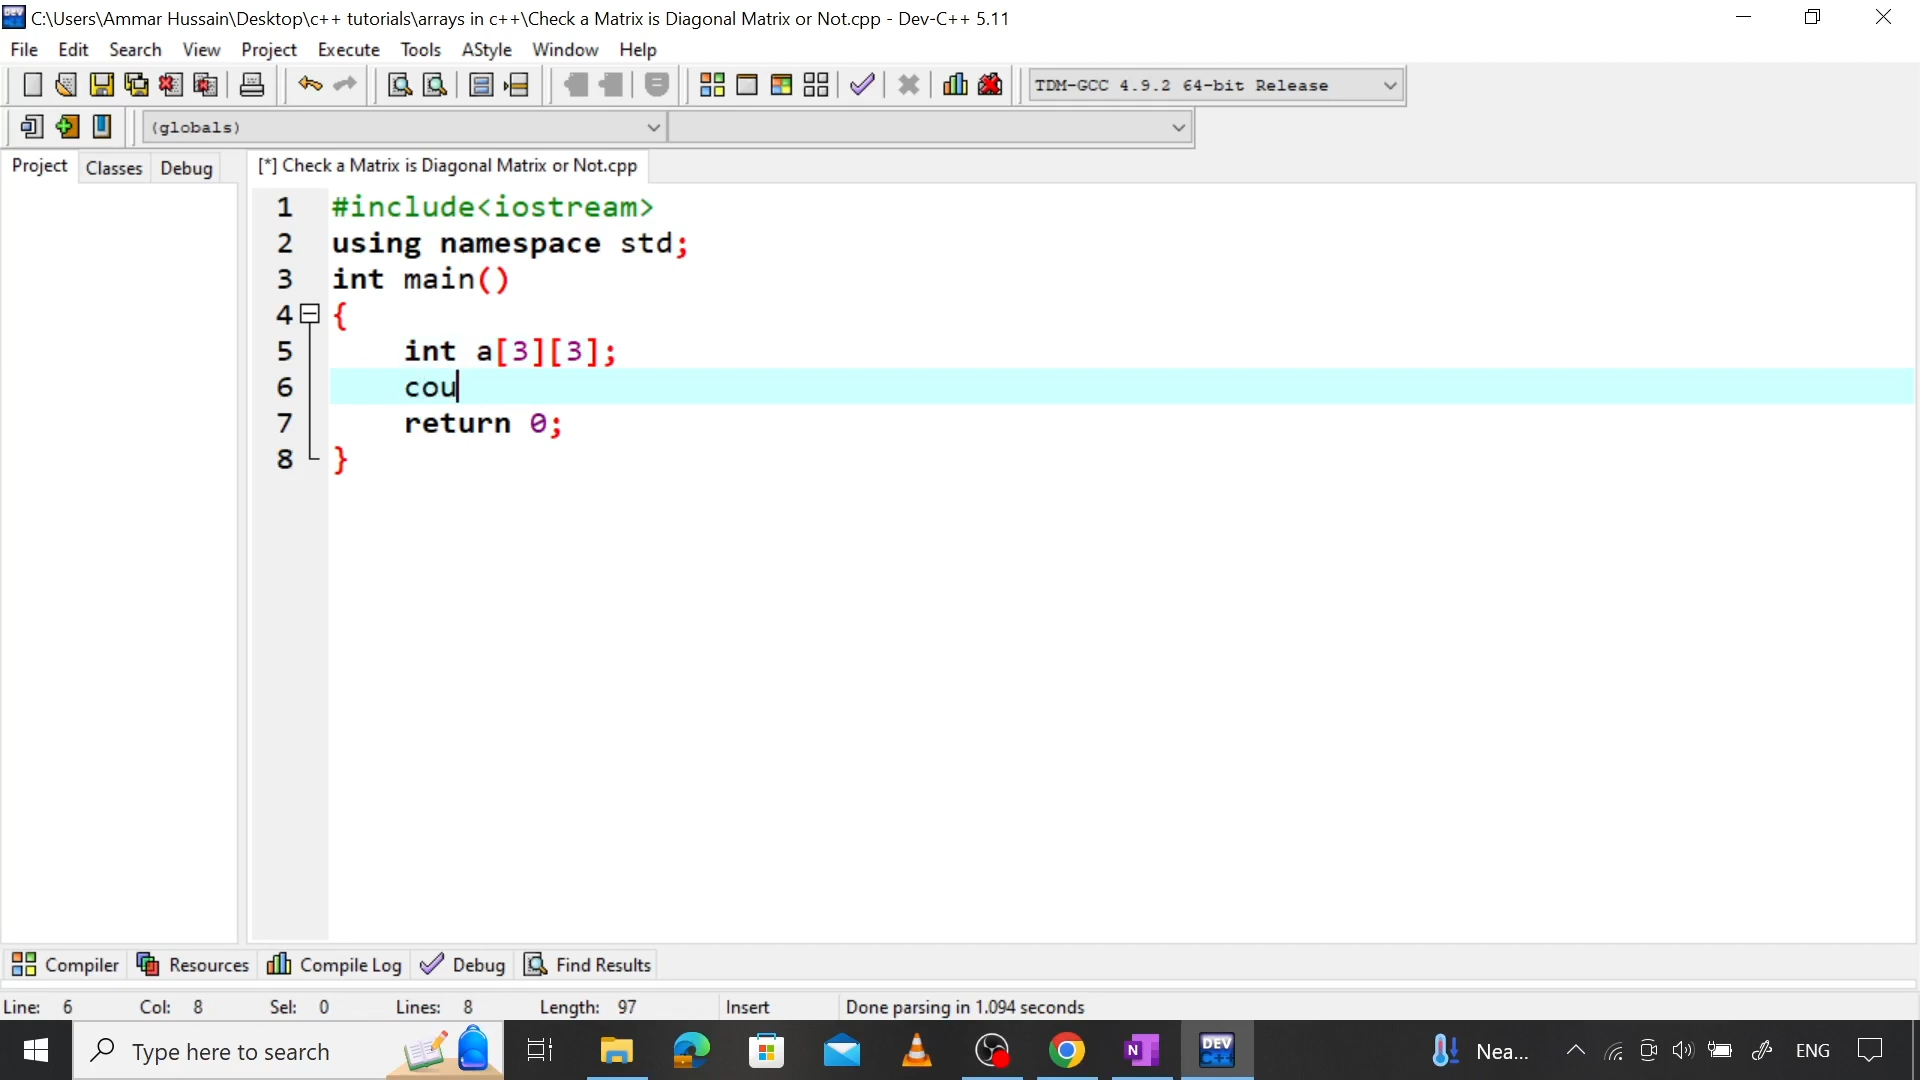 C:\Users\Ammar Hussain\Desktop\c++ tutorials\arrays in c++\Check a Matrix is Diagonal Matrix or Not.cpp - Dev-C++ 5.11
File Edit Search View Project Execute Tools AStyle Window Help
TDM-GCC 4.9.2 64-bit Release
(globals)
Project Classes Debug
[*] Check a Matrix is Diagonal Matrix or Not.cpp
1 #include<iostream>
2 using namespace std;
3 int main()
4 {
5 int a[3][3];
6 cou
7 return 0;
8 }
Compiler Resources Compile Log Debug Find Results
Line: 6 Col: 8 Sel: 0 Lines: 8 Length: 97 Insert Done parsing in 1.094 seconds
Type here to search
N
DEV C++
Nea...
ENG